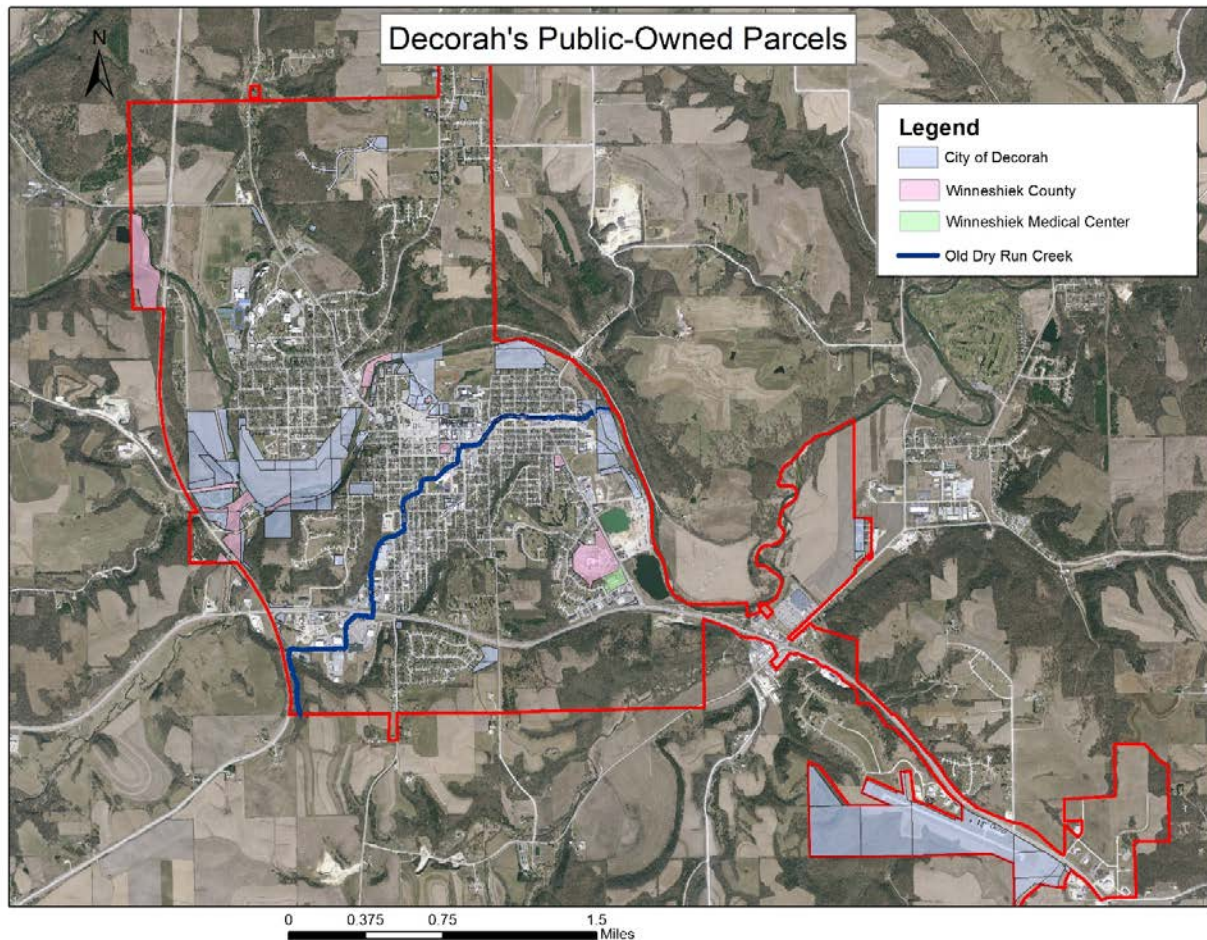 Decorah's Public-Owned Parcels
N
Legend
City of Decorah
Winneshiek County
Winneshiek Medical Center
Old Dry Run Creek
0 0.375 0.75 1.5
Miles